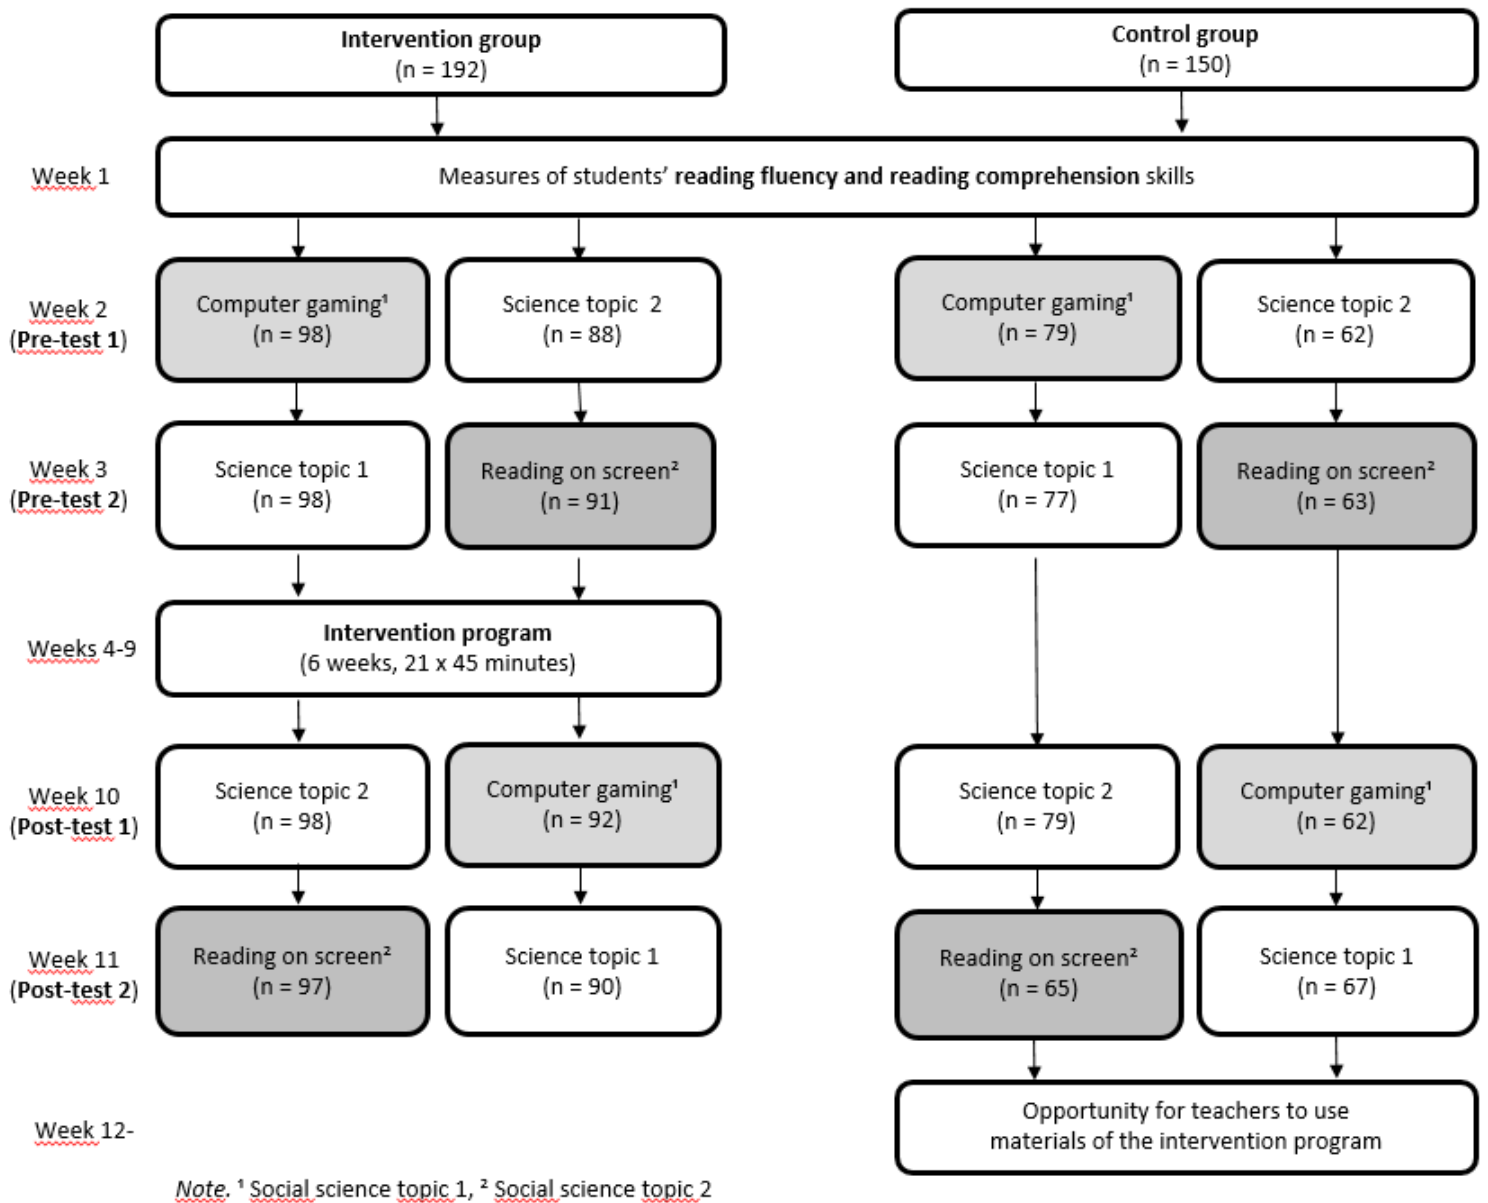 Intervention group
(n = 192)
Control group
(n = 150)
Week 1
Measures of students’ reading fluency and reading comprehension skills
Week 2
(Pre-test 1)
Computer gaming¹
(n = 98)
Science topic  2
(n = 88)
Computer gaming¹
(n = 79)
Science topic 2
(n = 62)
Week 3
(Pre-test 2)
Science topic 1
(n = 98)
Reading on screen²
(n = 91)
Science topic 1
(n = 77)
Reading on screen²
(n = 63)
Weeks 4-9
Intervention program
(6 weeks, 21 x 45 minutes)
Week 10
(Post-test 1)
Science topic 2
(n = 98)
Computer gaming¹
(n = 92)
Science topic 2
(n = 79)
Computer gaming¹
(n = 62)
Week 11
(Post-test 2)
Reading on screen²
(n = 97)
Science topic 1
(n = 90)
Reading on screen²
(n = 65)
Science topic 1
(n = 67)
Week 12-
Opportunity for teachers to use
materials of the intervention program
Note. ¹ Social science topic 1, ² Social science topic 2